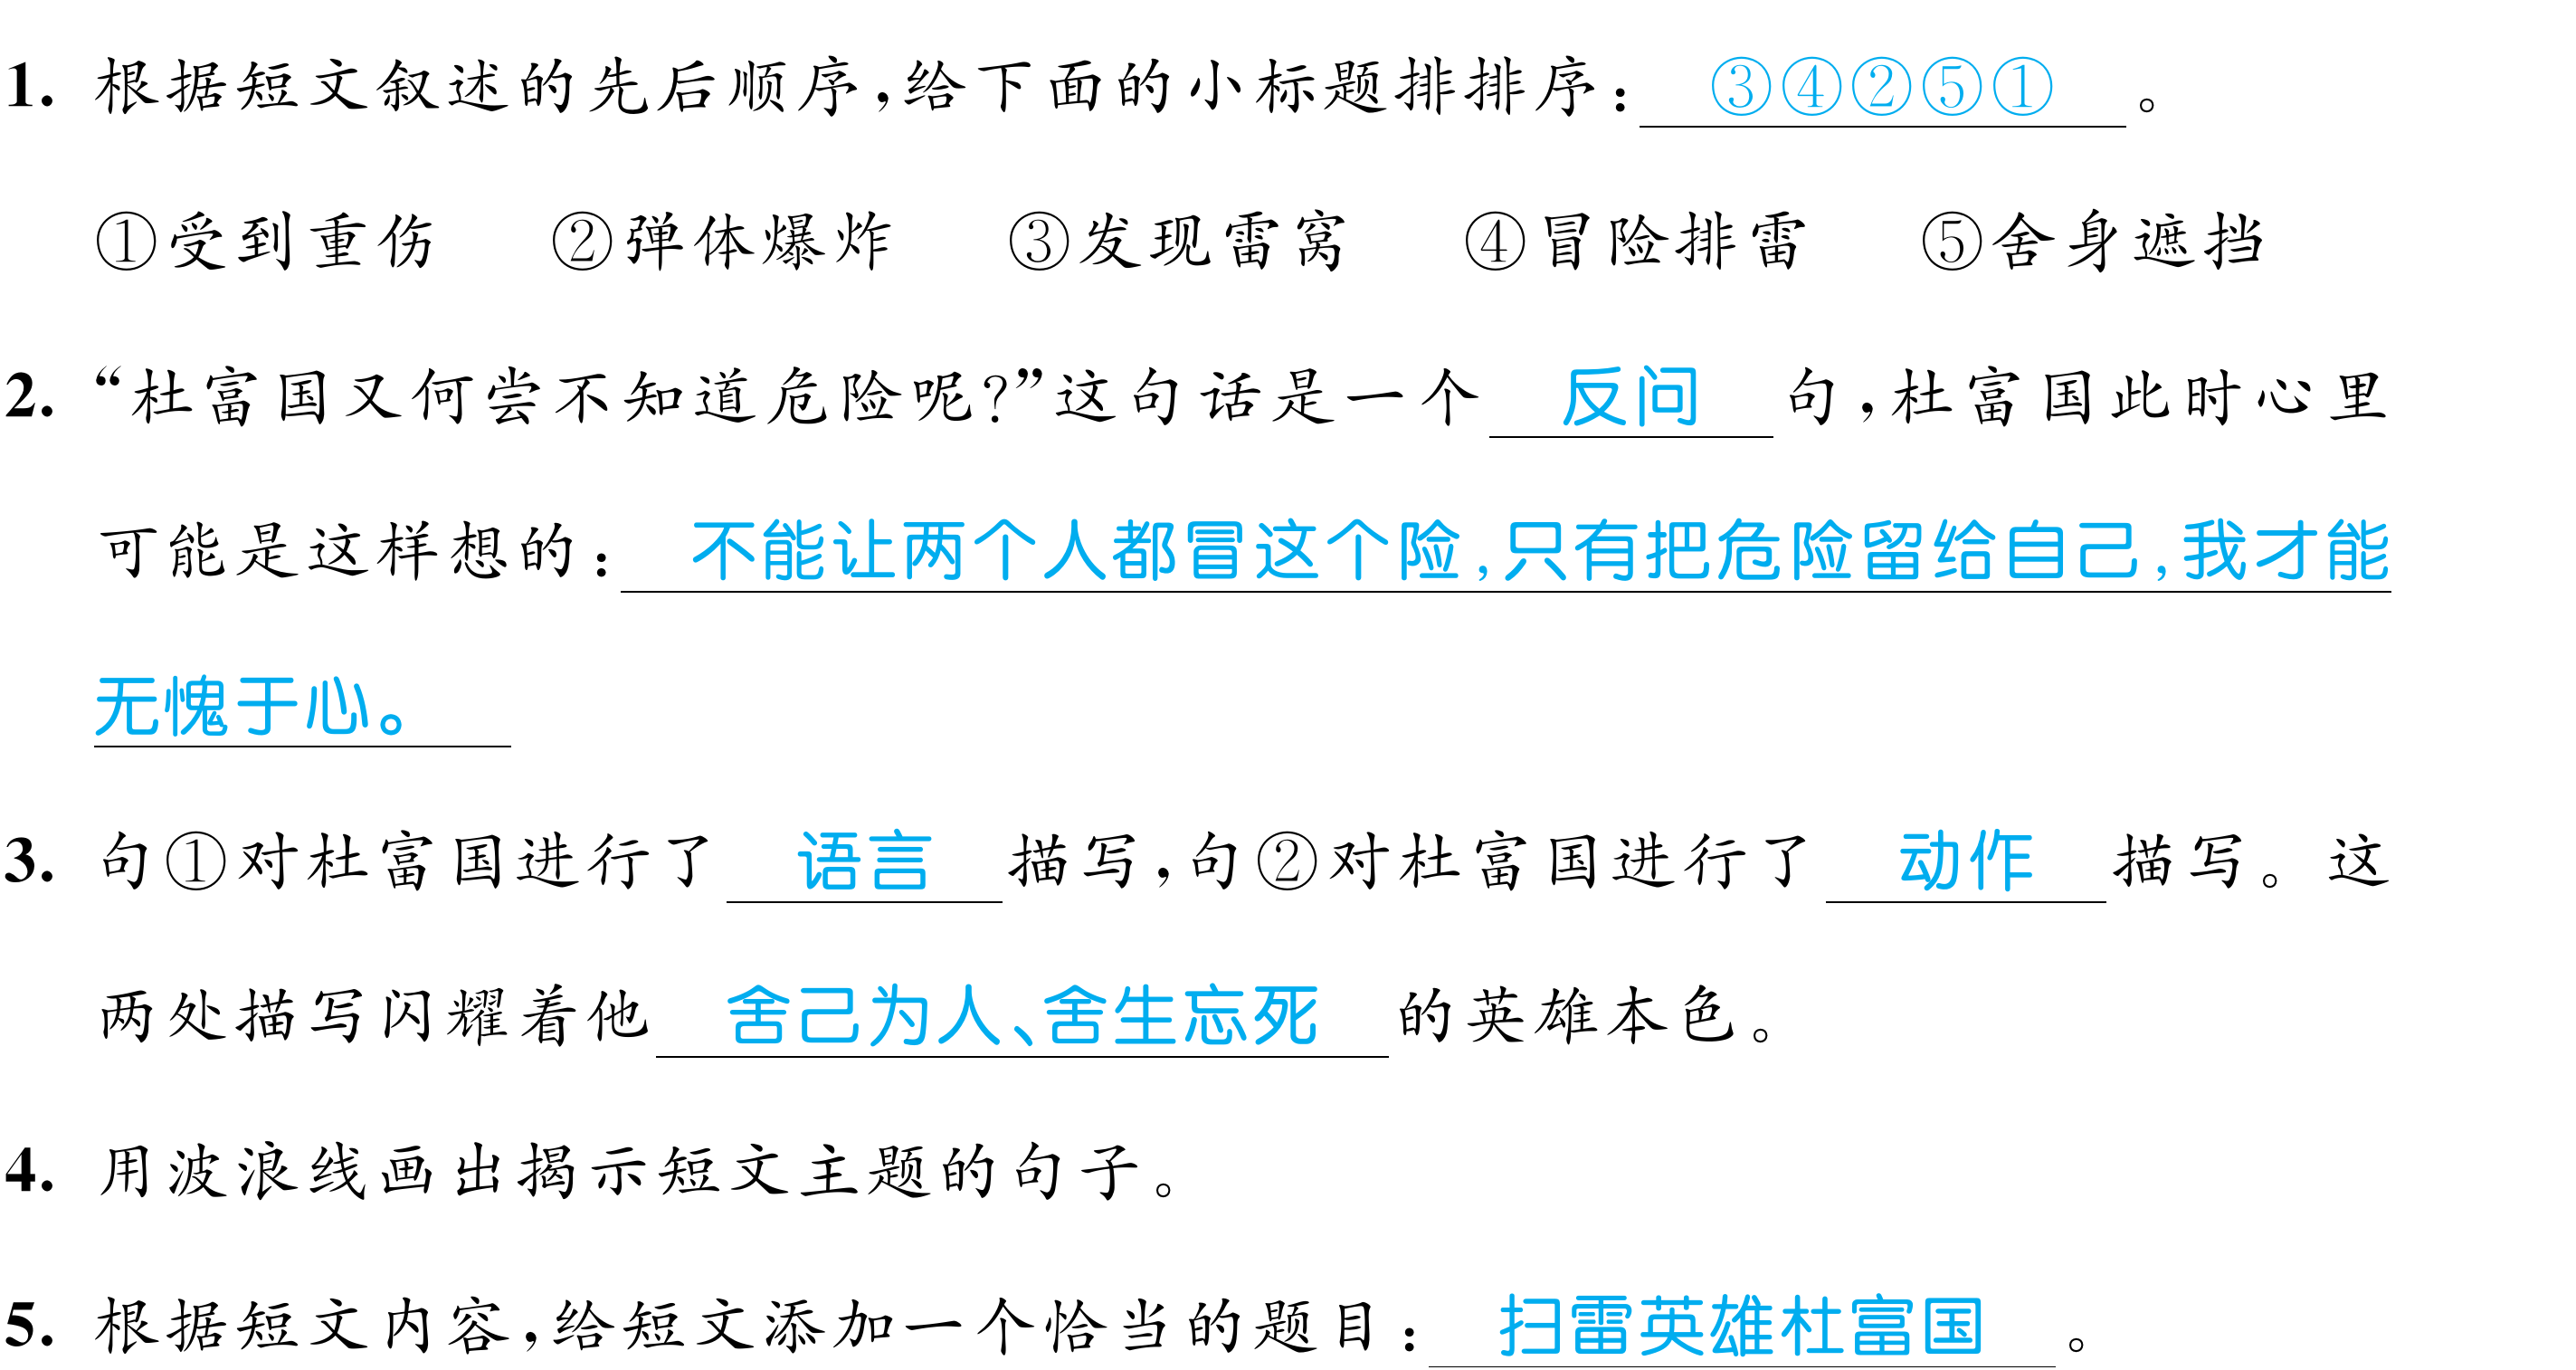 1. 根据短文叙述的先后顺序,给下面的小标题排排序: ③④②⑤① 。
①受到重伤 ②弹体爆炸 ③发现雷窝 ④冒险排雷 ⑤舍身遮挡
2. “杜富国又何尝不知道危险呢?”这句话是一个 反问 句,杜富国此时心里
可能是这样想的: 不能让两个人都冒这个险,只有把危险留给自己,我才能
无愧于心。
3. 句①对杜富国进行了 语言 描写,句②对杜富国进行了 动作 描写。这
两处描写闪耀着他 舍己为人、舍生忘死 的英雄本色。
4. 用波浪线画出揭示短文主题的句子。
5. 根据短文内容,给短文添加一个恰当的题目: 扫雷英雄杜富国 。